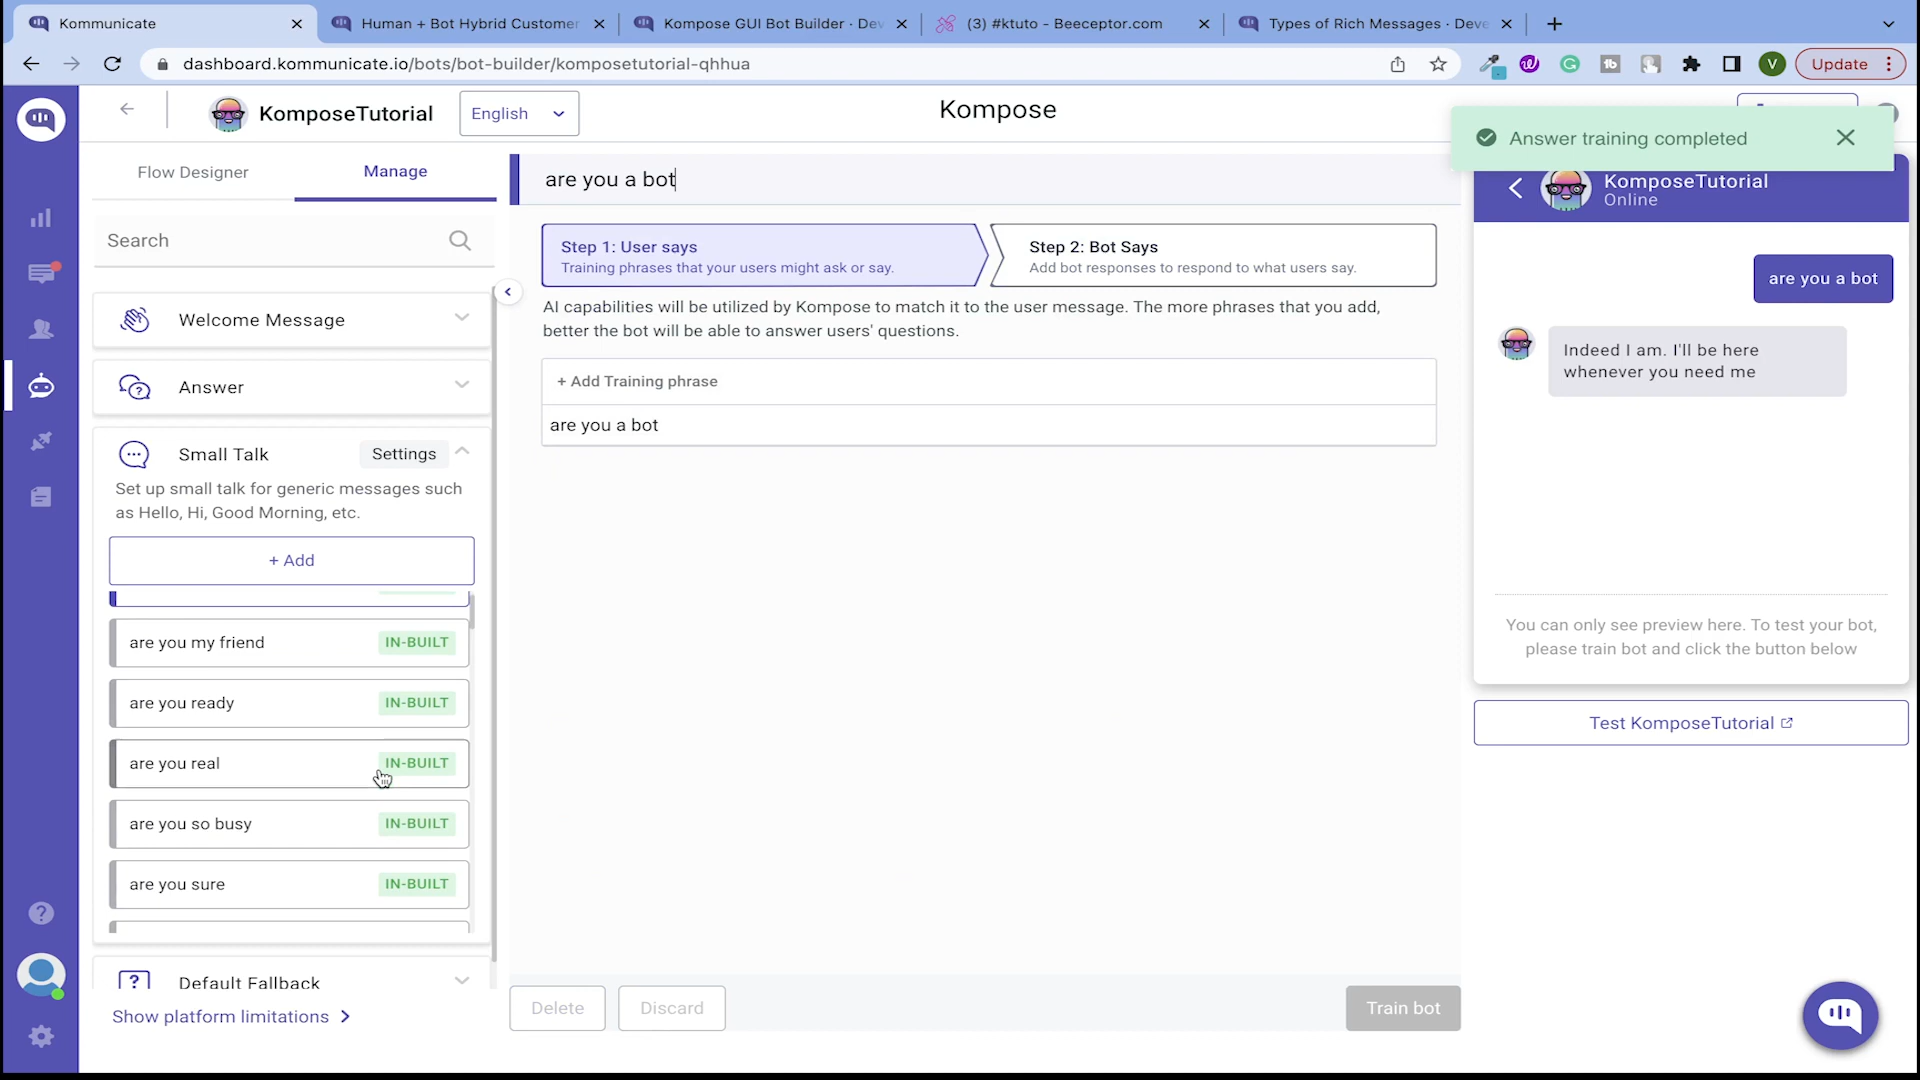 Kommunicate
Human + Bot Hybrid Customer
Kompose GUI Bot Builder · Dev
(3) #ktuto - Beeceptor.com
Types of Rich Messages · Deve
dashboard.kommunicate.io/bots/bot-builder/komposetutorial-qhhua
V
Update
KomposeTutorial
English
Kompose
Answer training completed
Flow Designer
Manage
are you a bot
KomposeTutorial
Online
Search
Step 1: User says
Training phrases that your users might ask or say.
Step 2: Bot Says
Add bot responses to respond to what users say.
are you a bot
AI capabilities will be utilized by Kompose to match it to the user message. The more phrases that you add,
better the bot will be able to answer users' questions.
Welcome Message
Indeed I am. I'll be here
whenever you need me
Answer
+ Add Training phrase
are you a bot
Small Talk
Settings
Set up small talk for generic messages such
as Hello, Hi, Good Morning, etc.
+ Add
are you my friend
IN-BUILT
You can only see preview here. To test your bot,
please train bot and click the button below
are you ready
IN-BUILT
Test KomposeTutorial
are you real
IN-BUILT
are you so busy
IN-BUILT
are you sure
IN-BUILT
Default Fallback
Show platform limitations
Delete
Discard
Train bot